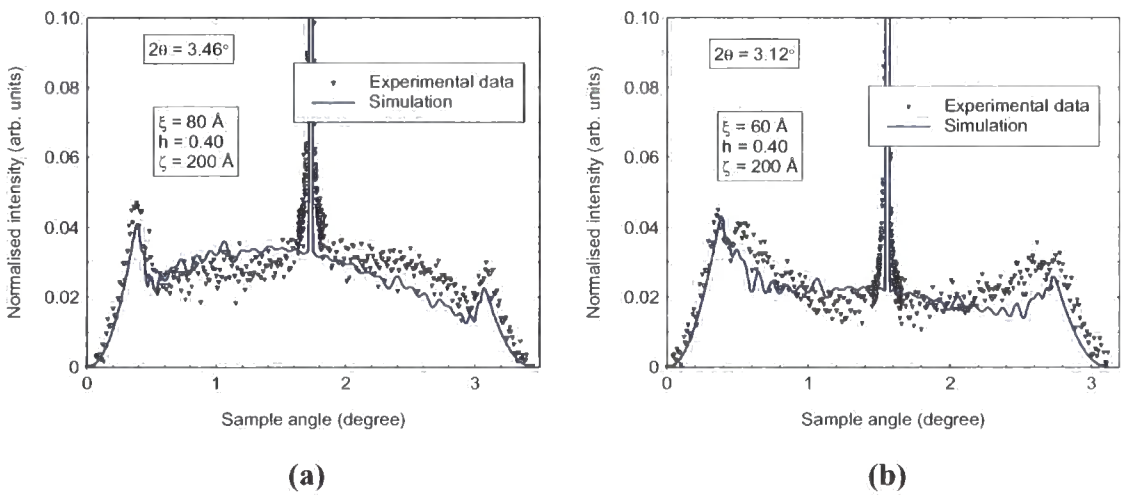 2θ = 3.46°
Experimental data
Simulation
ξ = 80 Å
h = 0.40
ζ = 200 Å
Normalised intensity (arb. units)
0.10
0.08
0.06
0.04
0.02
0
0 1 2 3
Sample angle (degree)
(a)
2θ = 3.12°
Experimental data
Simulation
ξ = 60 Å
h = 0.40
ζ = 200 Å
Normalised intensity (arb. units)
0.10
0.08
0.06
0.04
0.02
0
0 1 2 3
Sample angle (degree)
(b)